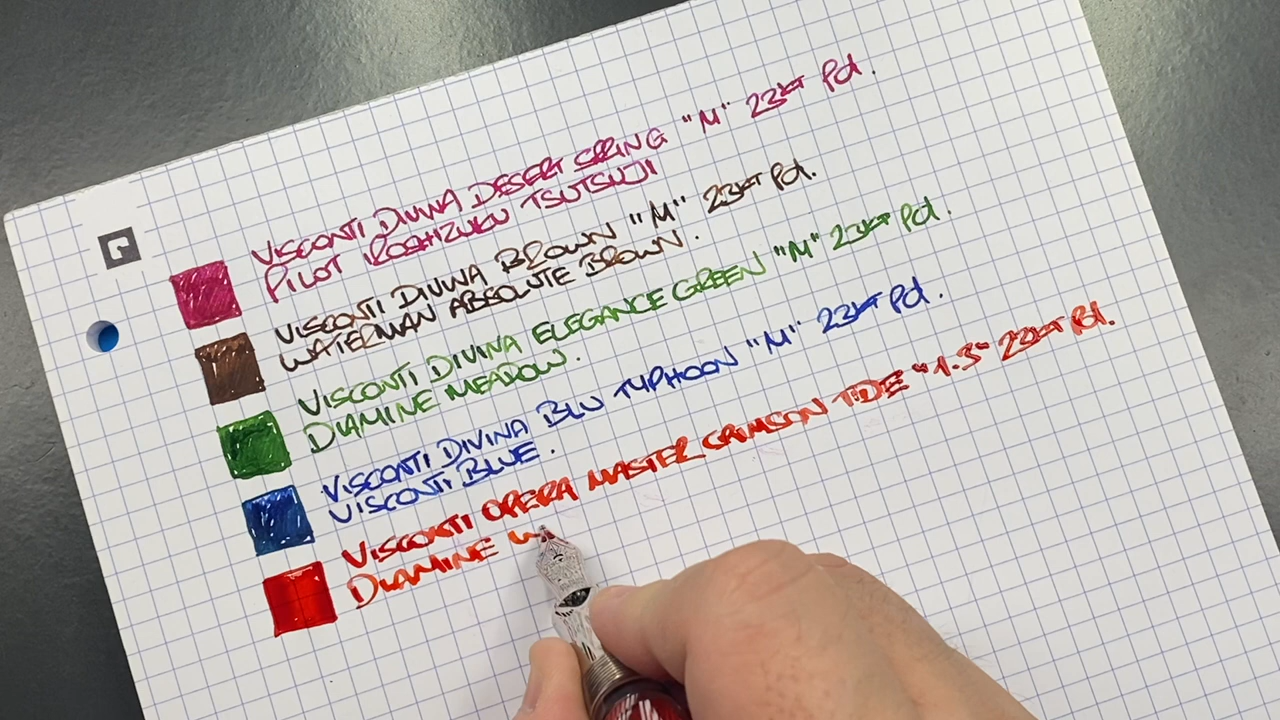 VISCONTI DIVINA DESERT SPRING "M" 23KT Pd.
PILOT IROSHIZUKU TSUTSUJI
VISCONTI DIVINA BROWN "M" 23KT Pd.
WATERMAN ABSOLUTE BROWN.
VISCONTI DIVINA ELEGANCE GREEN "M" 23KT Pd.
DIAMINE MEADOW.
VISCONTI DIVINA BLU TYPHOON "M" 23KT Pd.
VISCONTI BLUE.
VISCONTI OPERA MASTER CRIMSON TIDE "1.3" 23KT Pd.
DIAMINE W